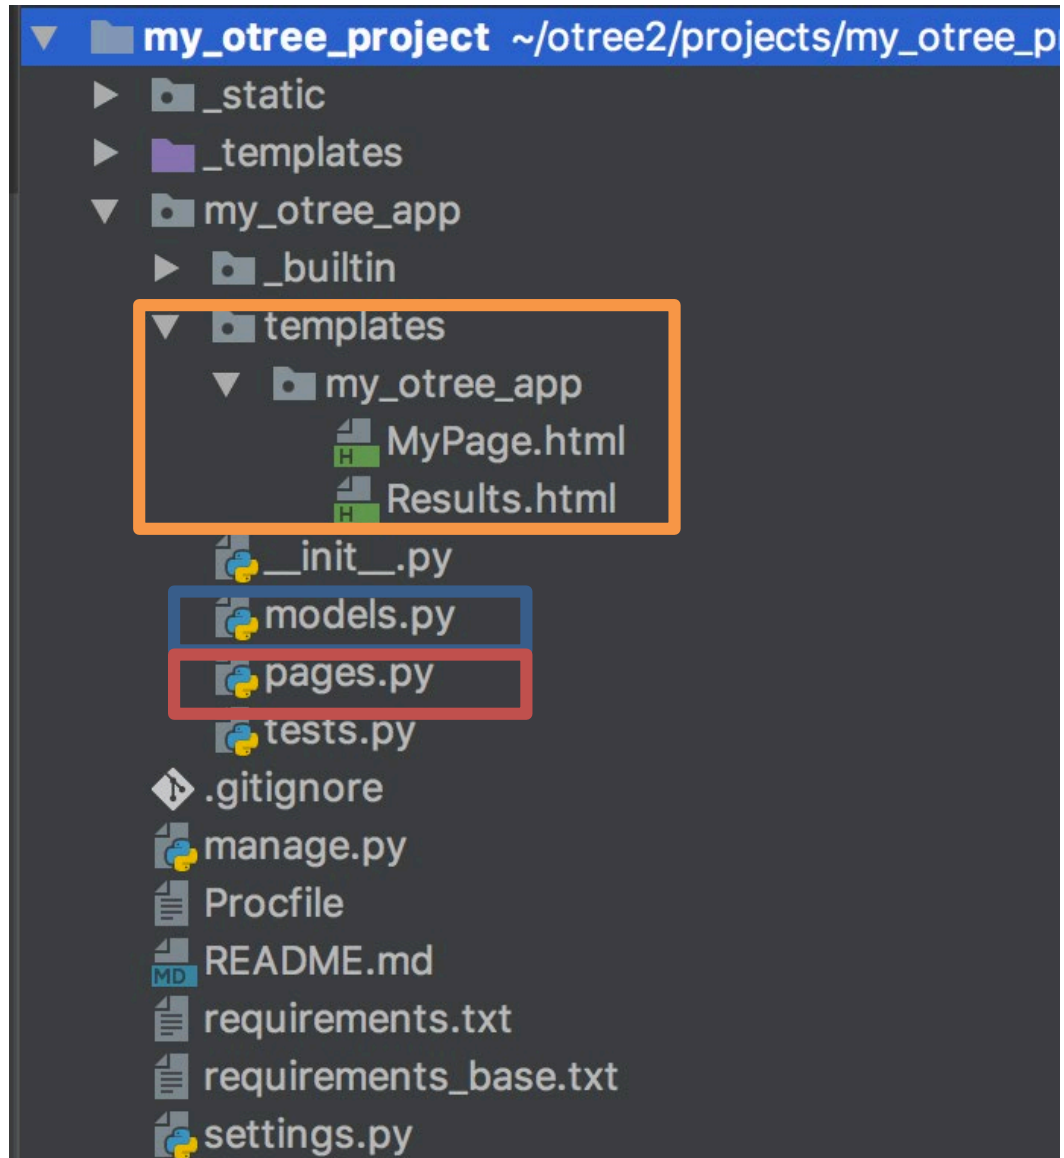 my_otree_project ~/otree2/projects/my_otree_p
_static
_templates
my_otree_app
_builtin
templates
my_otree_app
H MyPage.html
H Results.html
__init__.py
models.py
pages.py
tests.py
.gitignore
manage.py
Procfile
MD README.md
requirements.txt
requirements_base.txt
settings.py